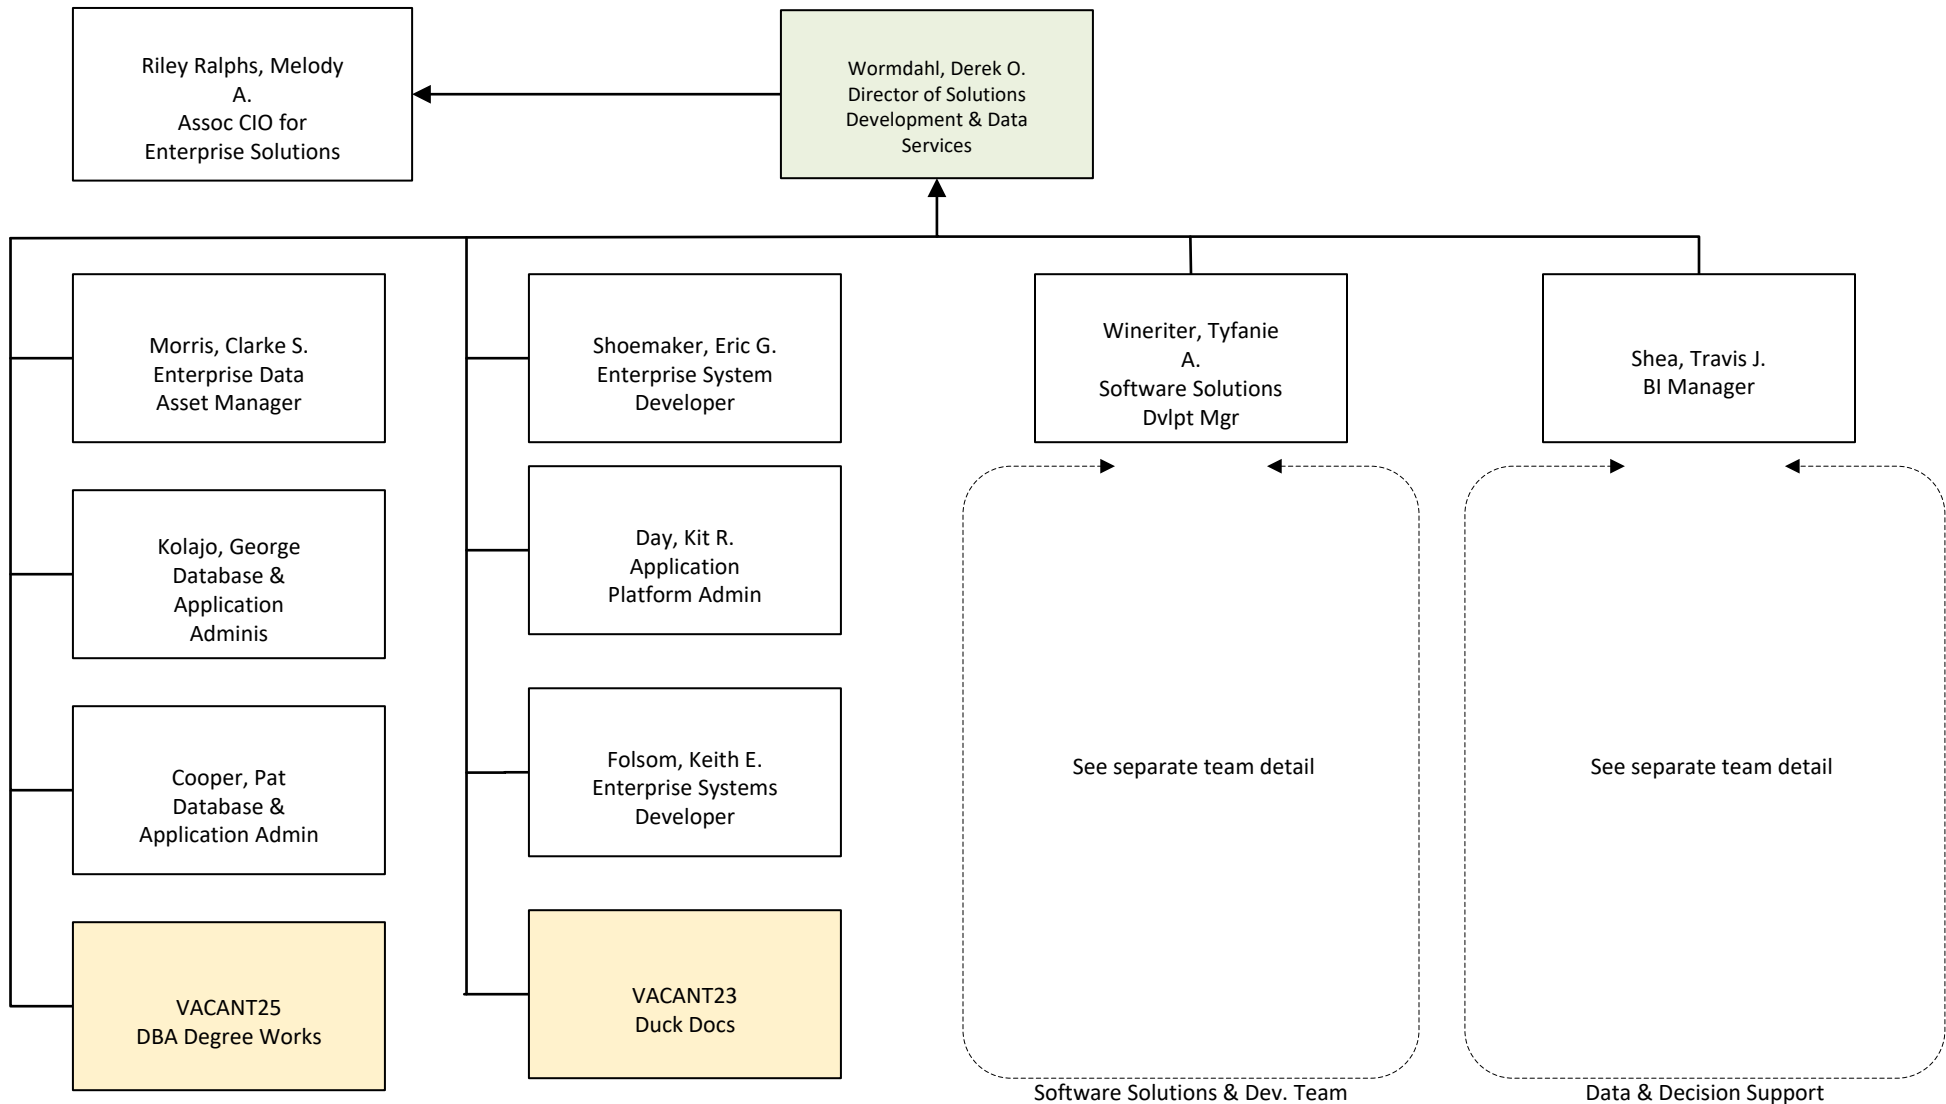 Riley Ralphs, Melody
A.
Assoc CIO for
Enterprise Solutions
Wormdahl, Derek O.
Director of Solutions
Development & Data
Services
Morris, Clarke S.
Enterprise Data
Asset Manager
Shoemaker, Eric G.
Enterprise System
Developer
Wineriter, Tyfanie
A.
Software Solutions
Dvlpt Mgr
Shea, Travis J.
BI Manager
Kolajo, George
Database &
Application
Adminis
Day, Kit R.
Application
Platform Admin
Cooper, Pat
Database &
Application Admin
Folsom, Keith E.
Enterprise Systems
Developer
See separate team detail
See separate team detail
VACANT25
DBA Degree Works
VACANT23
Duck Docs
Software Solutions & Dev. Team
Data & Decision Support